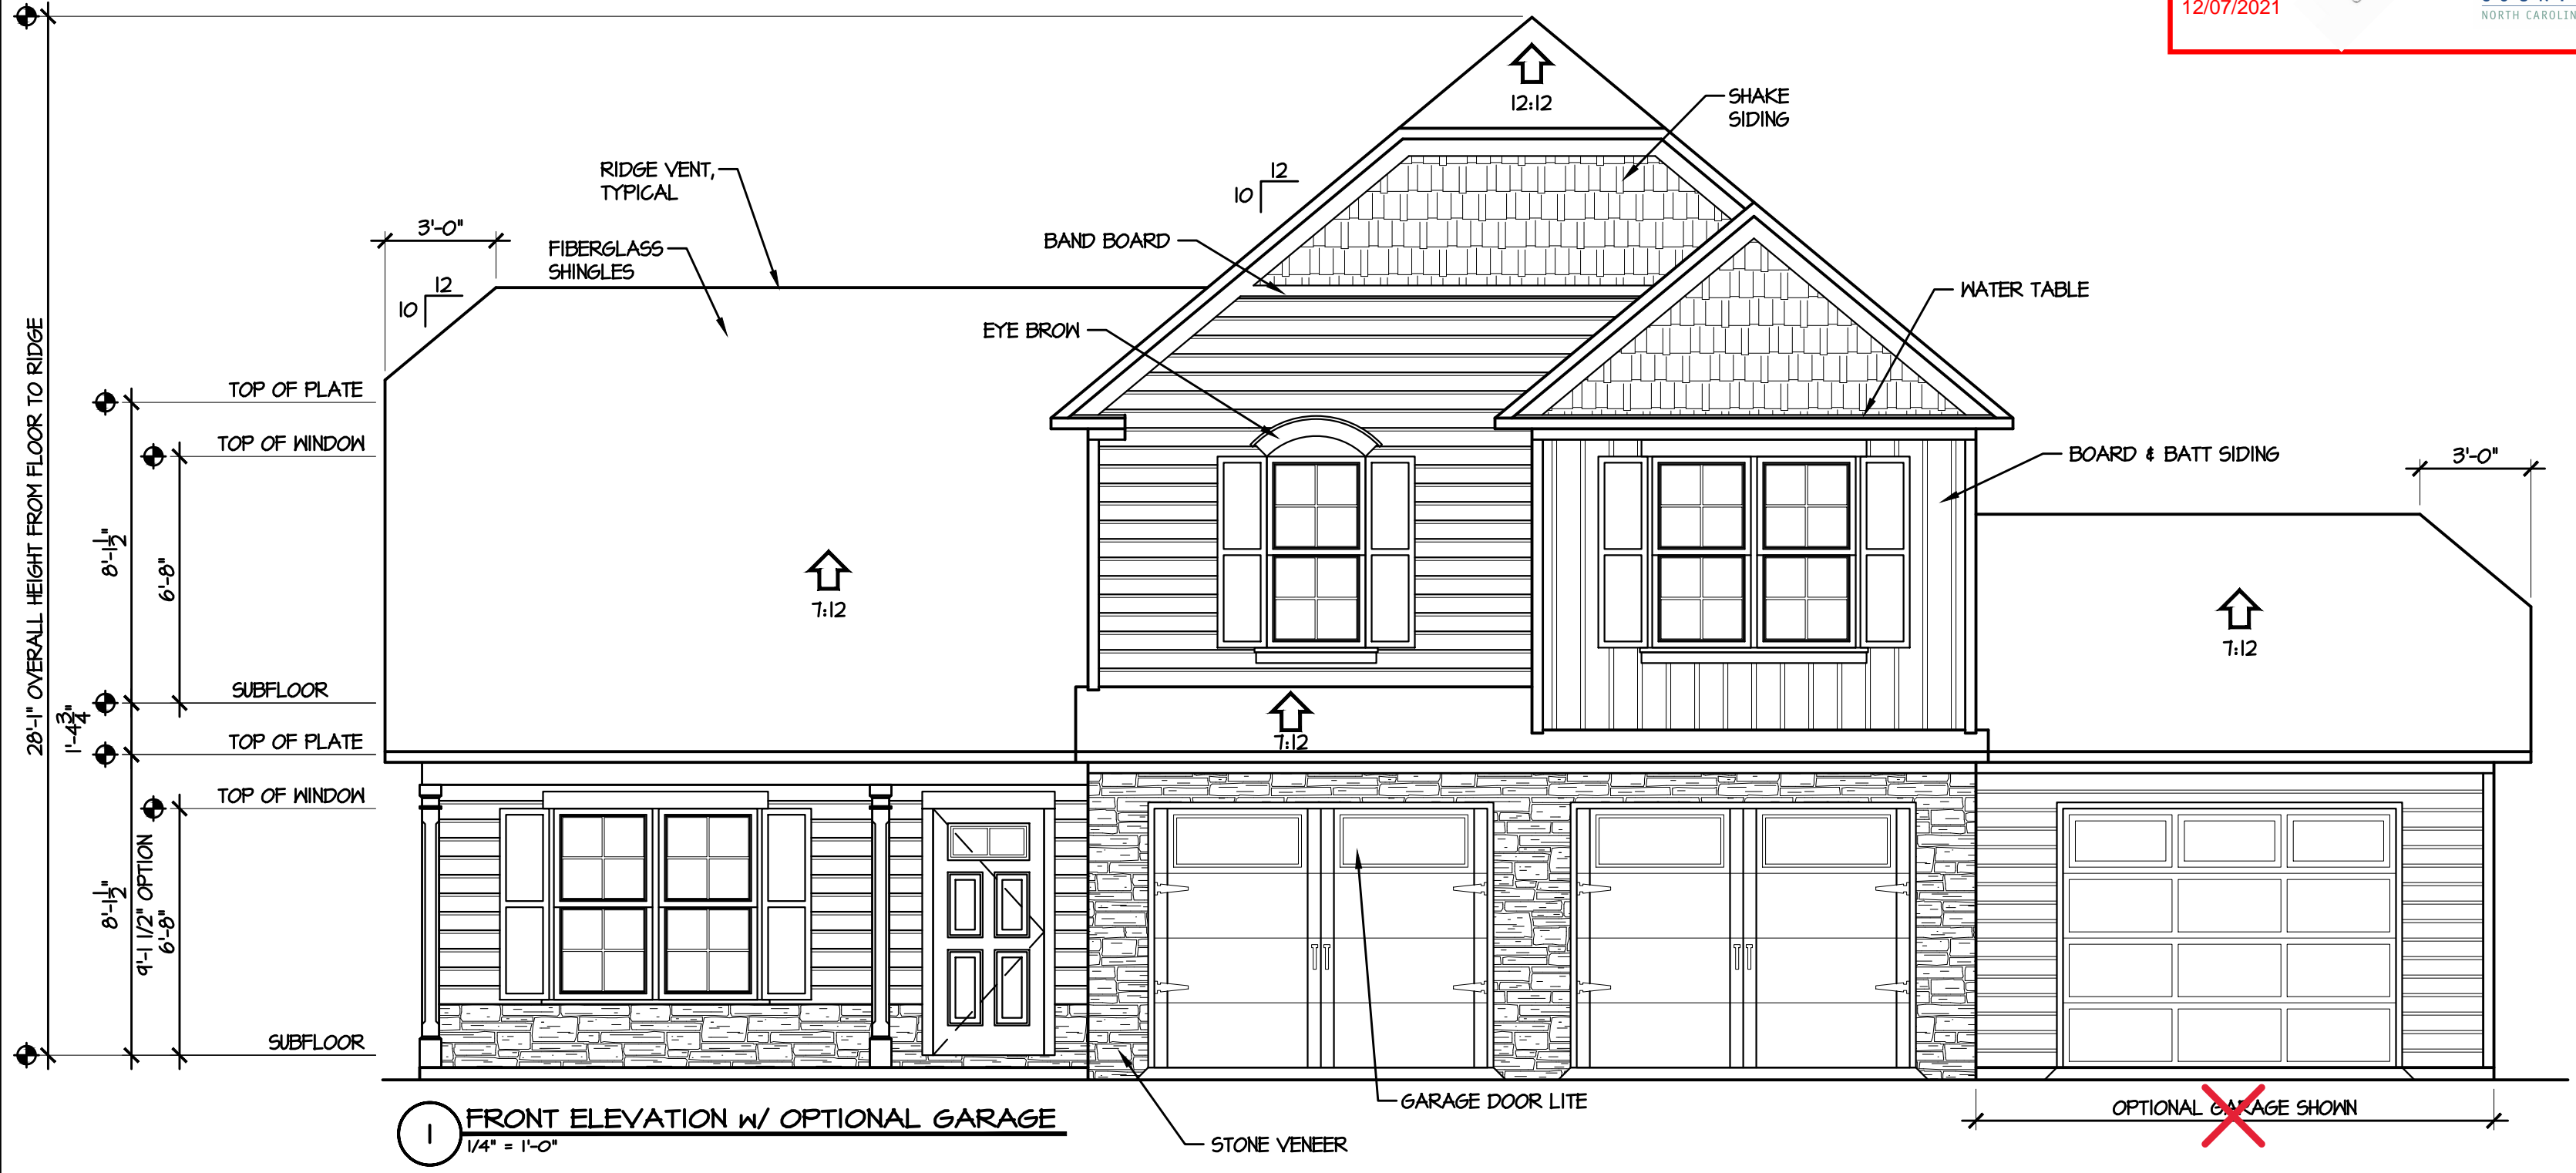 12/07/2021
NORTH CAROLIN
12:12
SHAKE
SIDING
RIDGE VENT,
TYPICAL
12
10
3'-0"
FIBERGLASS
SHINGLES
BAND BOARD
12
10
WATER TABLE
EYE BROW
28'-1" OVERALL HEIGHT FROM FLOOR TO RIDGE
TOP OF PLATE
TOP OF WINDOW
BOARD & BATT SIDING
3'-0"
8'-1 1/2"
6'-8"
7:12
7:12
SUBFLOOR
1'-4 3/4"
TOP OF PLATE
7:12
TOP OF WINDOW
8'-1 1/2"
9'-1 1/2" OPTION
6'-8"
SUBFLOOR
GARAGE DOOR LITE
OPTIONAL GARAGE SHOWN
1
FRONT ELEVATION W/ OPTIONAL GARAGE
1/4" = 1'-0"
STONE VENEER